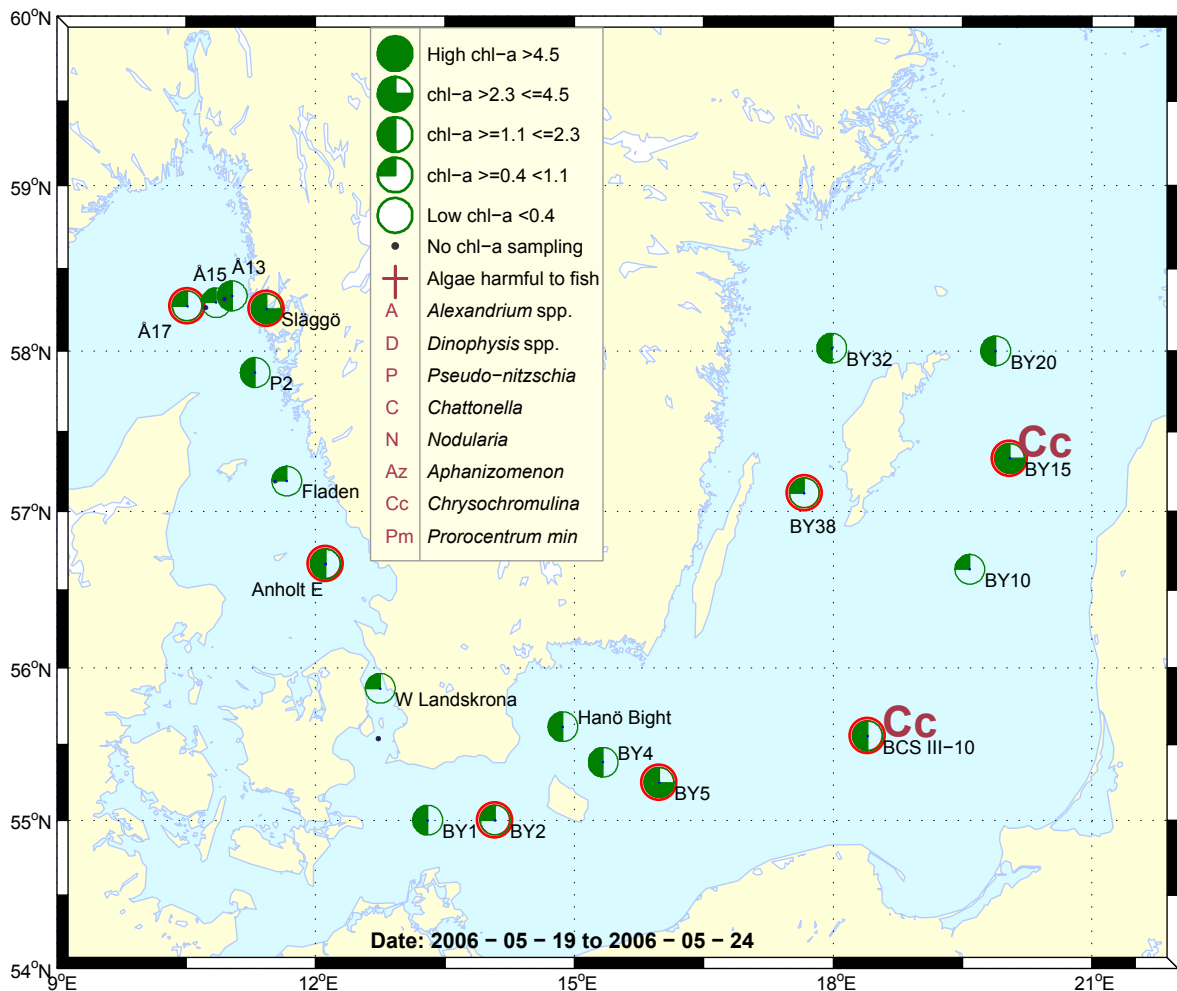 60°N
59°N
58°N
57°N
56°N
55°N
54°N
9°E
12°E
15°E
18°E
21°E
High chl−a >4.5
chl−a >2.3 <=4.5
chl−a >=1.1 <=2.3
chl−a >=0.4 <1.1
Low chl−a <0.4
No chl−a sampling
Algae harmful to fish
A Alexandrium spp.
D Dinophysis spp.
P Pseudo−nitzschia
C Chattonella
N Nodularia
Az Aphanizomenon
Cc Chrysochromulina
Pm Prorocentrum min
Å15
Å13
Å17
Släggö
P2
Fladen
Anholt E
W Landskrona
Hanö Bight
BY4
BY5
BY1
BY2
BY32
BY20
Cc
BY15
BY38
BY10
Cc
BCS III−10
Date: 2006 − 05 − 19 to 2006 − 05 − 24